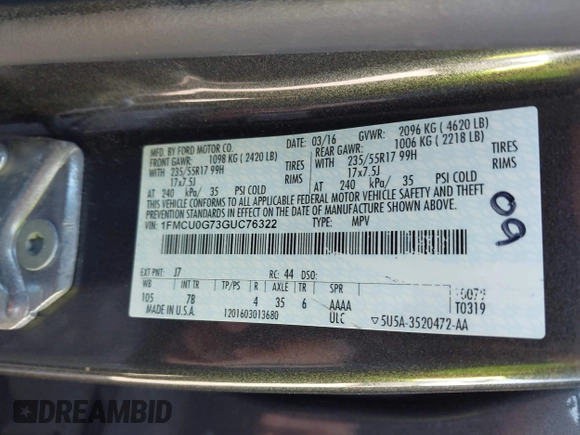 MFD. BY FORD MOTOR CO. DATE: 03/16 GVWR: 2096 KG ( 4620 LB)
FRONT GAWR: 1098 KG ( 2420 LB) REAR GAWR: 1006 KG ( 2218 LB)
235/55R17 99H TIRES 235/55R17 99H TIRES
17x7.5J RIMS 17x7.5J RIMS
AT 240 kPa/ 35 PSI COLD AT 240 kPa/ 35 PSI COLD
THIS VEHICLE CONFORMS TO ALL APPLICABLE FEDERAL MOTOR VEHICLE SAFETY AND THEFT
PREVENTION STANDARDS IN EFFECT ON THE DATE OF MANUFACTURE SHOWN ABOVE.
VIN: 1FMCU0G73GUC76322 TYPE: MPV
09
EXT PNT: J7 RC: 44 DSO:
WB INT TR TP/PS R AXLE TR SPR
105 7B 4 35 6 AAAA
T0319
MADE IN U.S.A. 1201603013680 ULC ▽5U5A-3520472-AA
DREAMBID